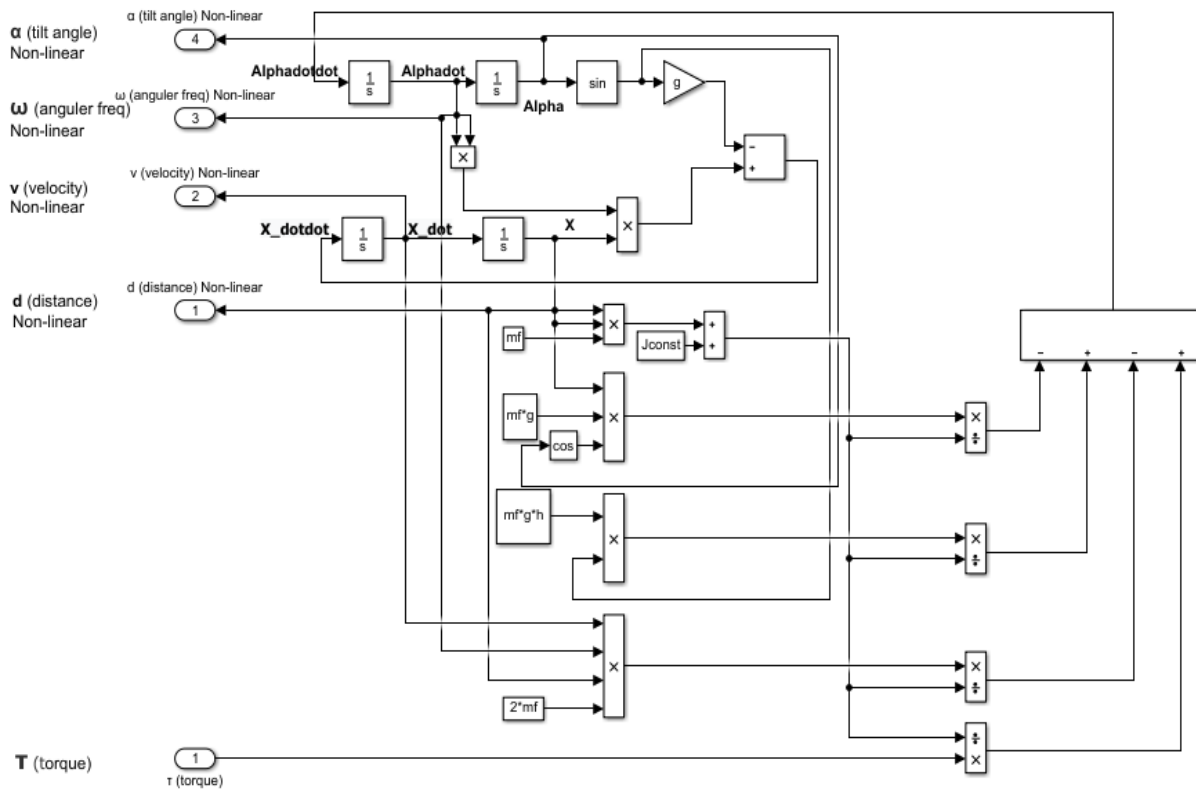 α (tilt angle) Non-linear
α (tilt angle)
Non-linear
4
Alphadotdot
1
s
Alphadot
1
s
Alpha
sin
g
ω (anguler freq) Non-linear
ω (anguler freq)
Non-linear
3
×
−
+
v (velocity) Non-linear
v (velocity)
Non-linear
2
X_dotdot
1
s
X_dot
1
s
X
×
d (distance) Non-linear
d (distance)
Non-linear
1
mf
×
Jconst
+
+
− + − +
mf*g
cos
×
×
÷
mf*g*h
×
×
÷
2*mf
×
×
÷
÷
×
T (torque)
1
τ (torque)